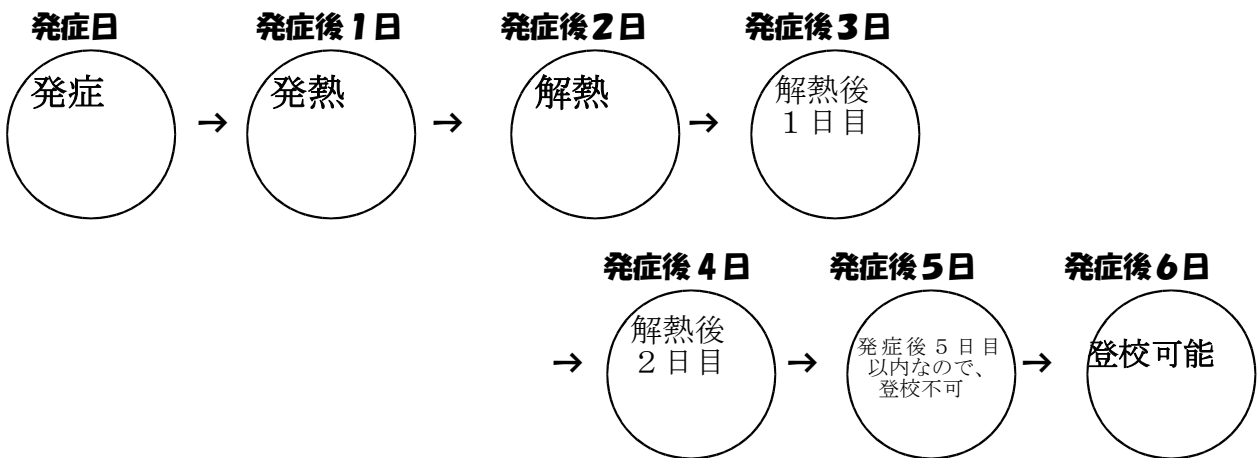 発症日 発症後1日 発症後2日 発症後3日
発症 → 発熱 → 解熱 → 解熱後
１日目
発症後4日 発症後5日 発症後6日
→ 解熱後
２日目 → 発症後５日目
以内なので、
登校不可 → 登校可能